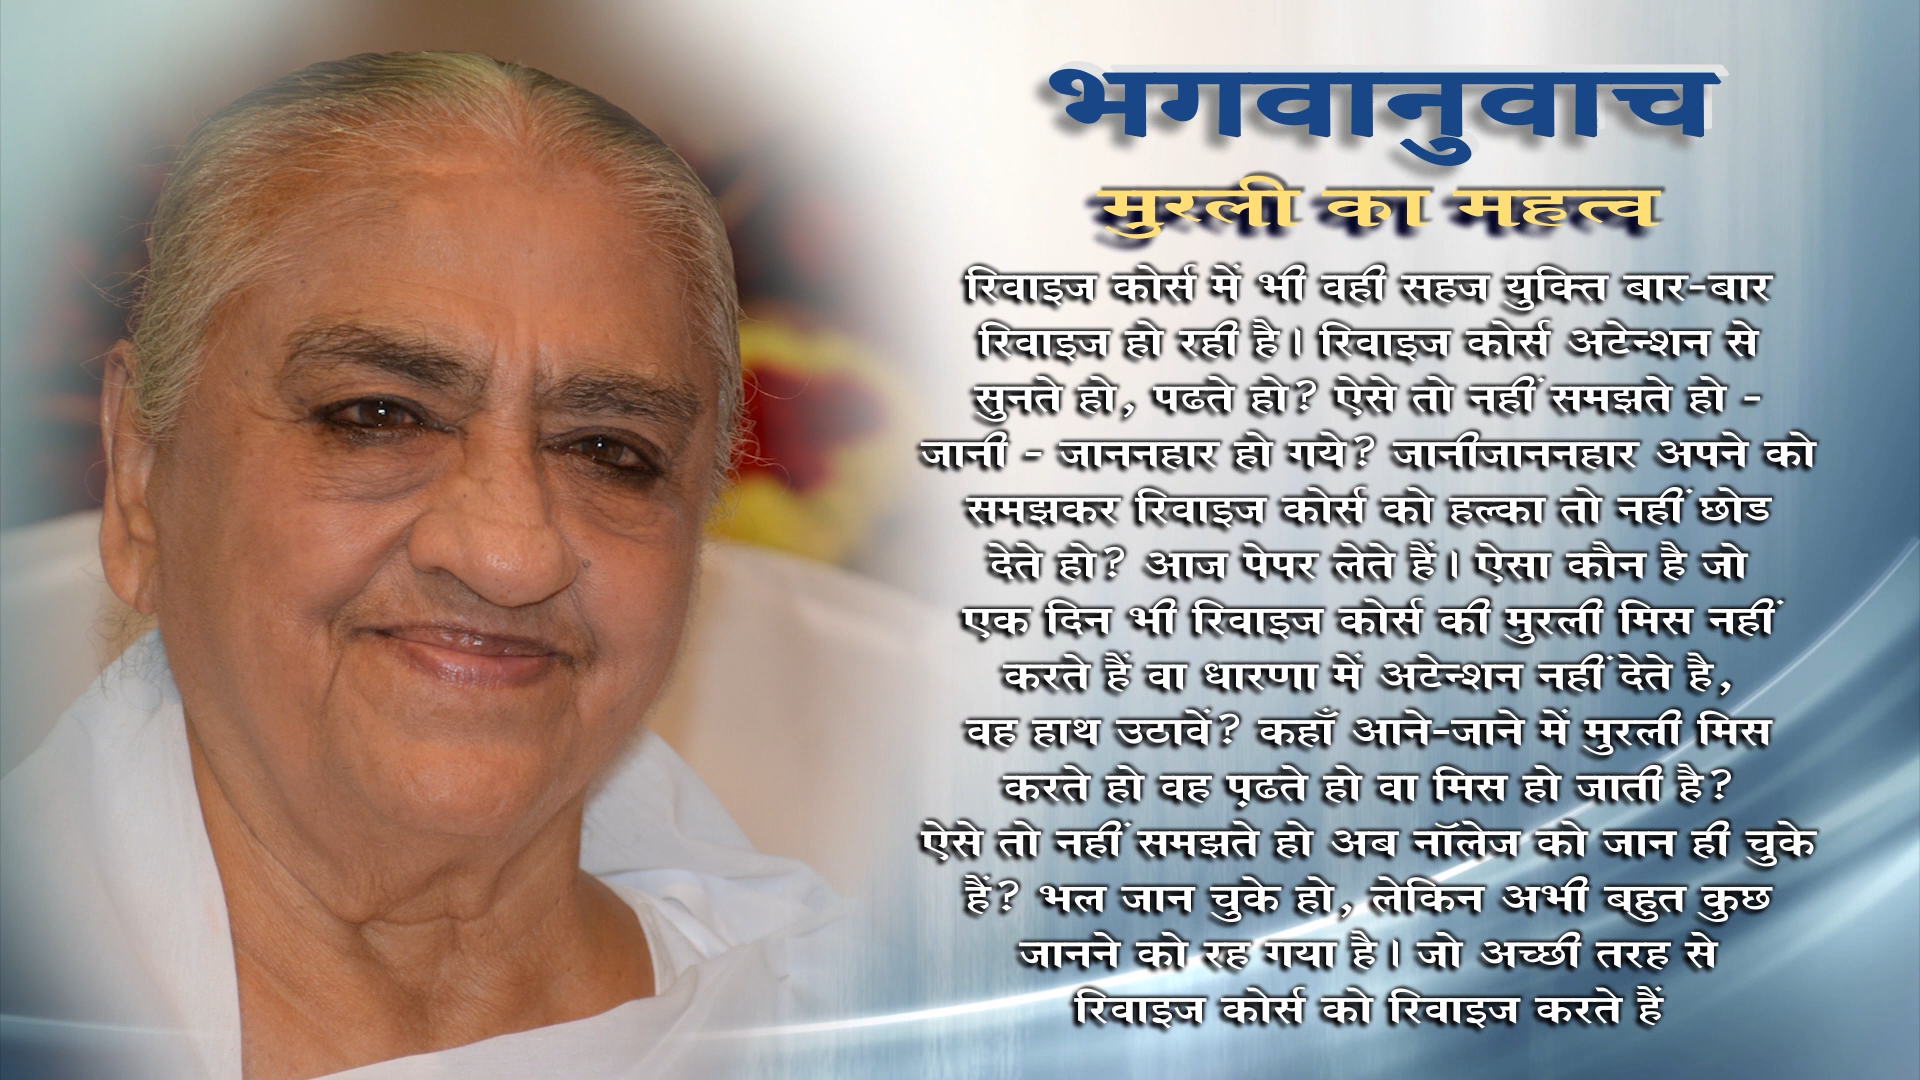 भगवानुवाच
मुरली का महत्व
रिवाइज कोर्स में भी वही सहज युक्ति बार-बार
रिवाइज हो रही है। रिवाइज कोर्स अटेन्शन से
सुनते हो, पढते हो? ऐसे तो नहीं समझते हो -
जानी - जाननहार हो गये? जानीजाननहार अपने को
समझकर रिवाइज कोर्स को हल्का तो नहीं छोड
देते हो? आज पेपर लेते हैं। ऐसा कौन है जो
एक दिन भी रिवाइज कोर्स की मुरली मिस नहीं
करते हैं वा धारणा में अटेन्शन नहीं देते है,
वह हाथ उठावें? कहाँ आने-जाने में मुरली मिस
करते हो वह प़ढते हो वा मिस हो जाती है?
ऐसे तो नहीं समझते हो अब नॉलेज को जान ही चुके
हैं? भल जान चुके हो, लेकिन अभी बहुत कुछ
जानने को रह गया है। जो अच्छी तरह से
रिवाइज कोर्स को रिवाइज करते हैं